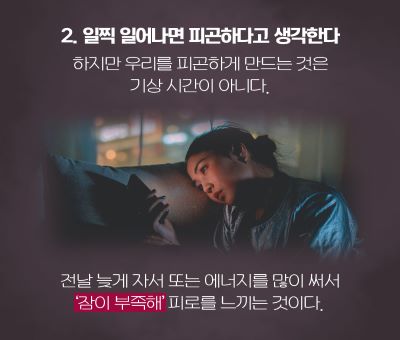 2. 일찍 일어나면 피곤하다고 생각한다
하지만 우리를 피곤하게 만드는 것은
기상 시간이 아니다.
전날 늦게 자서 또는 에너지를 많이 써서
‘잠이 부족해’ 피로를 느끼는 것이다.